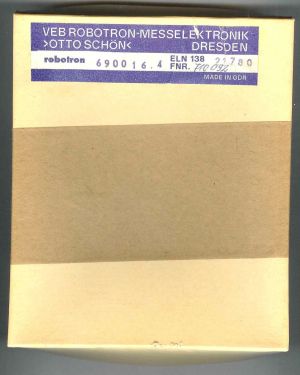 VEB ROBOTRON-MESSELEKTRONIK
>OTTO SCHÖN< DRESDEN
robotron 690016.4 ELN 138 21780
FNR.
MADE IN GDR